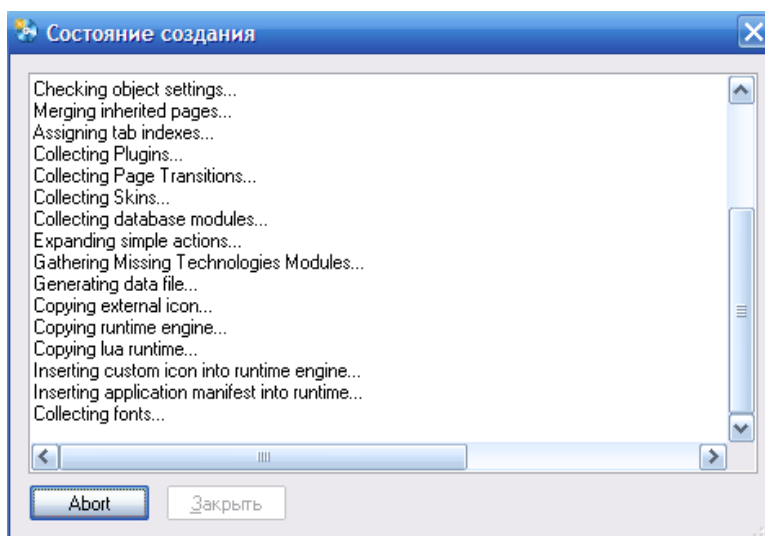 Состояние создания
Checking object settings...
Merging inherited pages...
Assigning tab indexes...
Collecting Plugins...
Collecting Page Transitions...
Collecting Skins...
Collecting database modules...
Expanding simple actions...
Gathering Missing Technologies Modules...
Generating data file...
Copying external icon...
Copying runtime engine...
Copying lua runtime...
Inserting custom icon into runtime engine...
Inserting application manifest into runtime...
Collecting fonts...
Abort Закрыть